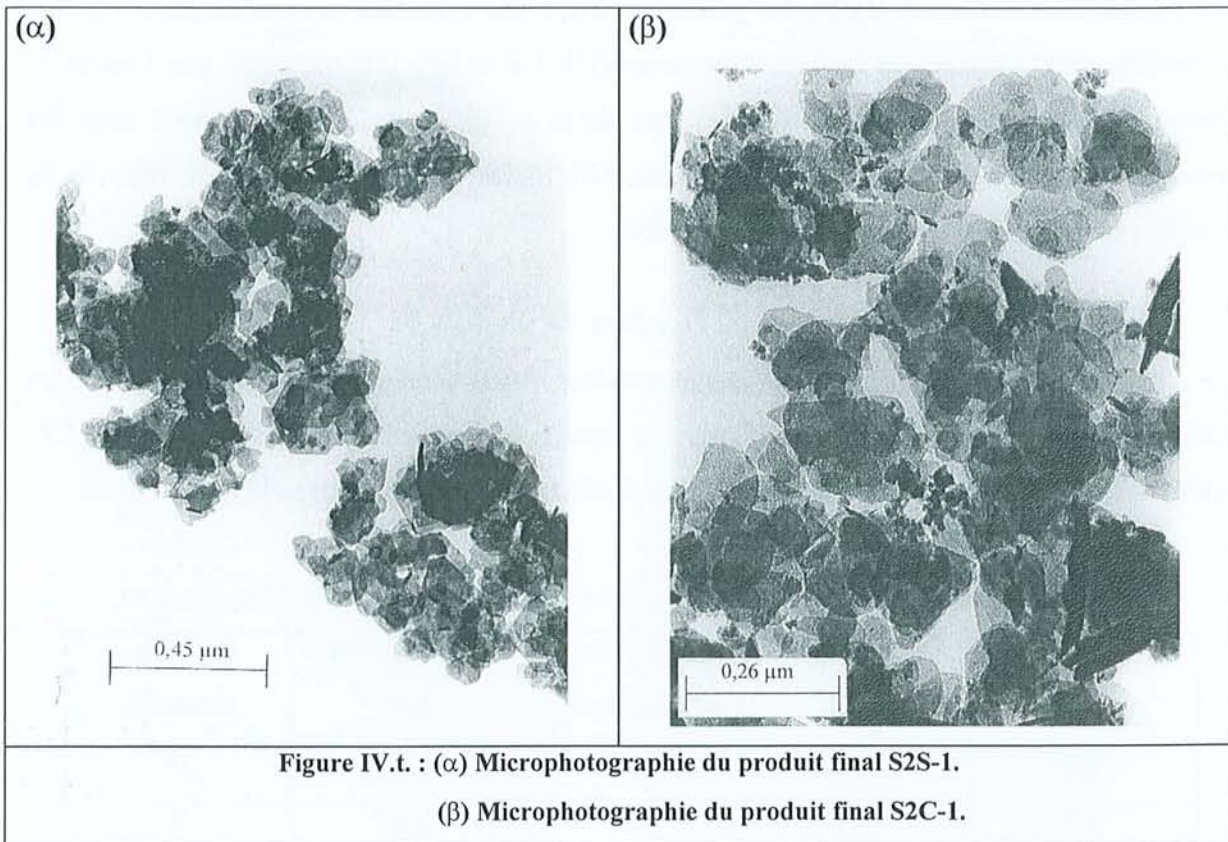 (α)
(β)
0,45 μm
0,26 μm
Figure IV.t. : (α) Microphotographie du produit final S2S-1.
(β) Microphotographie du produit final S2C-1.